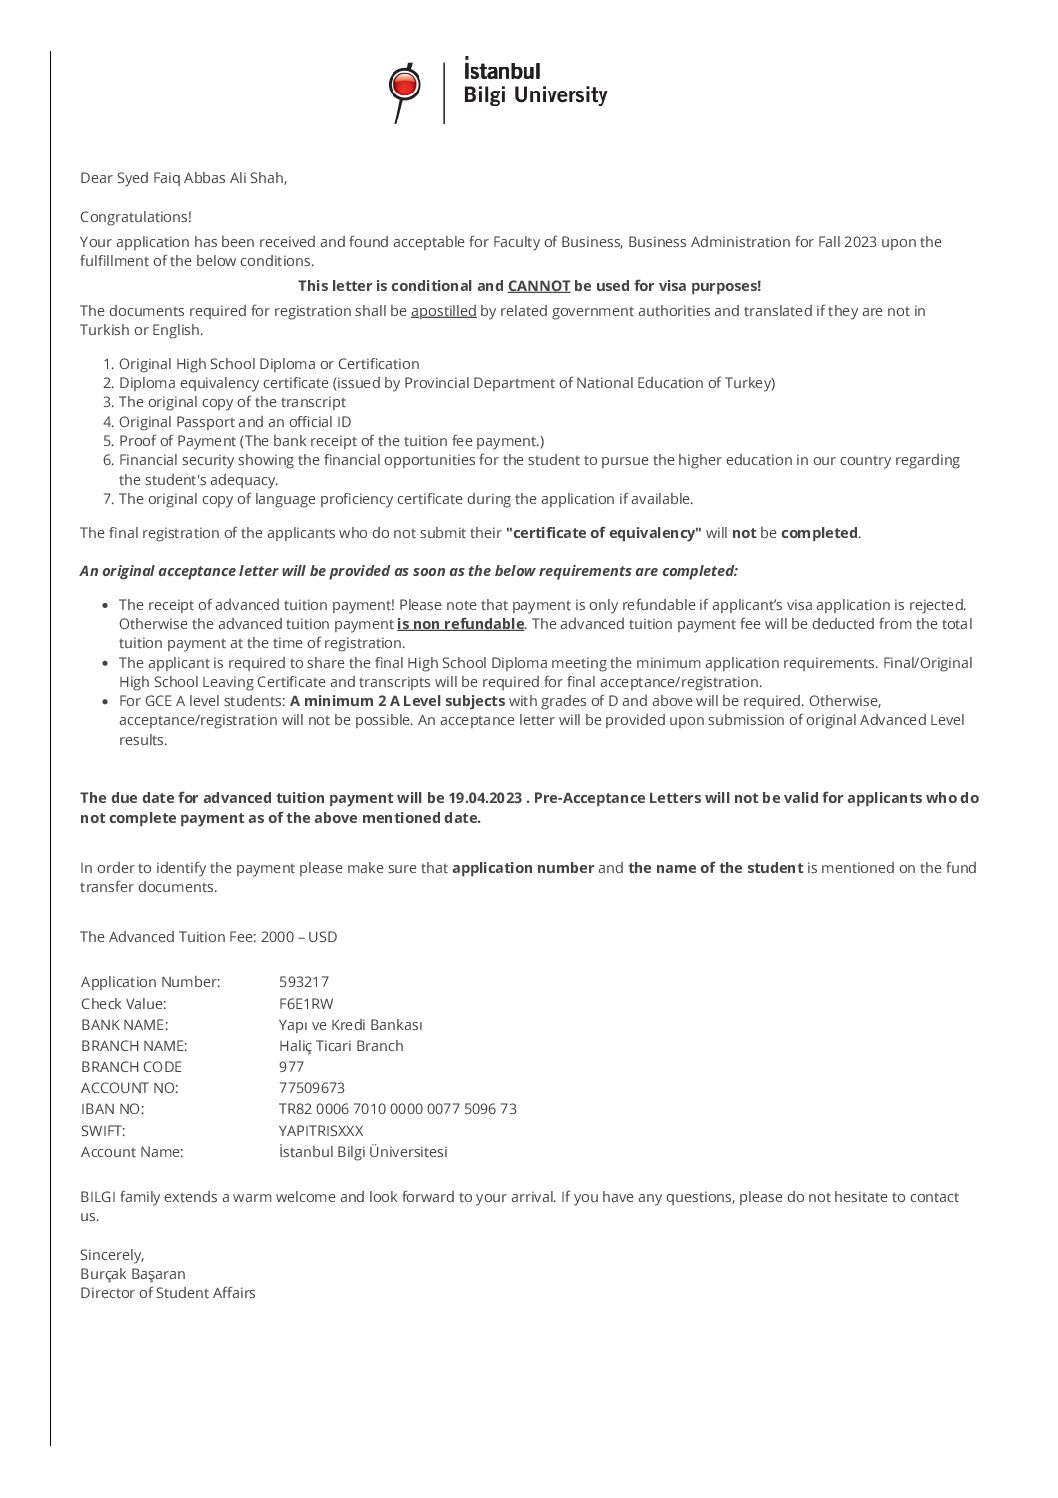 İstanbul
Bilgi University
Dear Syed Faiq Abbas Ali Shah,
Congratulations!
Your application has been received and found acceptable for Faculty of Business, Business Administration for Fall 2023 upon the
fulfillment of the below conditions.
This letter is conditional and CANNOT be used for visa purposes!
The documents required for registration shall be apostilled by related government authorities and translated if they are not in
Turkish or English.
1. Original High School Diploma or Certification
2. Diploma equivalency certificate (issued by Provincial Department of National Education of Turkey)
3. The original copy of the transcript
4. Original Passport and an official ID
5. Proof of Payment (The bank receipt of the tuition fee payment.)
6. Financial security showing the financial opportunities for the student to pursue the higher education in our country regarding
the student's adequacy.
7. The original copy of language proficiency certificate during the application if available.
The final registration of the applicants who do not submit their "certificate of equivalency" will not be completed.
An original acceptance letter will be provided as soon as the below requirements are completed:
• The receipt of advanced tuition payment! Please note that payment is only refundable if applicant’s visa application is rejected.
Otherwise the advanced tuition payment is non refundable. The advanced tuition payment fee will be deducted from the total
tuition payment at the time of registration.
• The applicant is required to share the final High School Diploma meeting the minimum application requirements. Final/Original
High School Leaving Certificate and transcripts will be required for final acceptance/registration.
• For GCE A level students: A minimum 2 A Level subjects with grades of D and above will be required. Otherwise,
acceptance/registration will not be possible. An acceptance letter will be provided upon submission of original Advanced Level
results.
The due date for advanced tuition payment will be 19.04.2023 . Pre-Acceptance Letters will not be valid for applicants who do
not complete payment as of the above mentioned date.
In order to identify the payment please make sure that application number and the name of the student is mentioned on the fund
transfer documents.
The Advanced Tuition Fee: 2000 – USD
Application Number: 593217
Check Value: F6E1RW
BANK NAME: Yapı ve Kredi Bankası
BRANCH NAME: Haliç Ticari Branch
BRANCH CODE 977
ACCOUNT NO: 77509673
IBAN NO: TR82 0006 7010 0000 0077 5096 73
SWIFT: YAPITRISXXX
Account Name: İstanbul Bilgi Üniversitesi
BILGI family extends a warm welcome and look forward to your arrival. If you have any questions, please do not hesitate to contact
us.
Sincerely,
Burçak Başaran
Director of Student Affairs